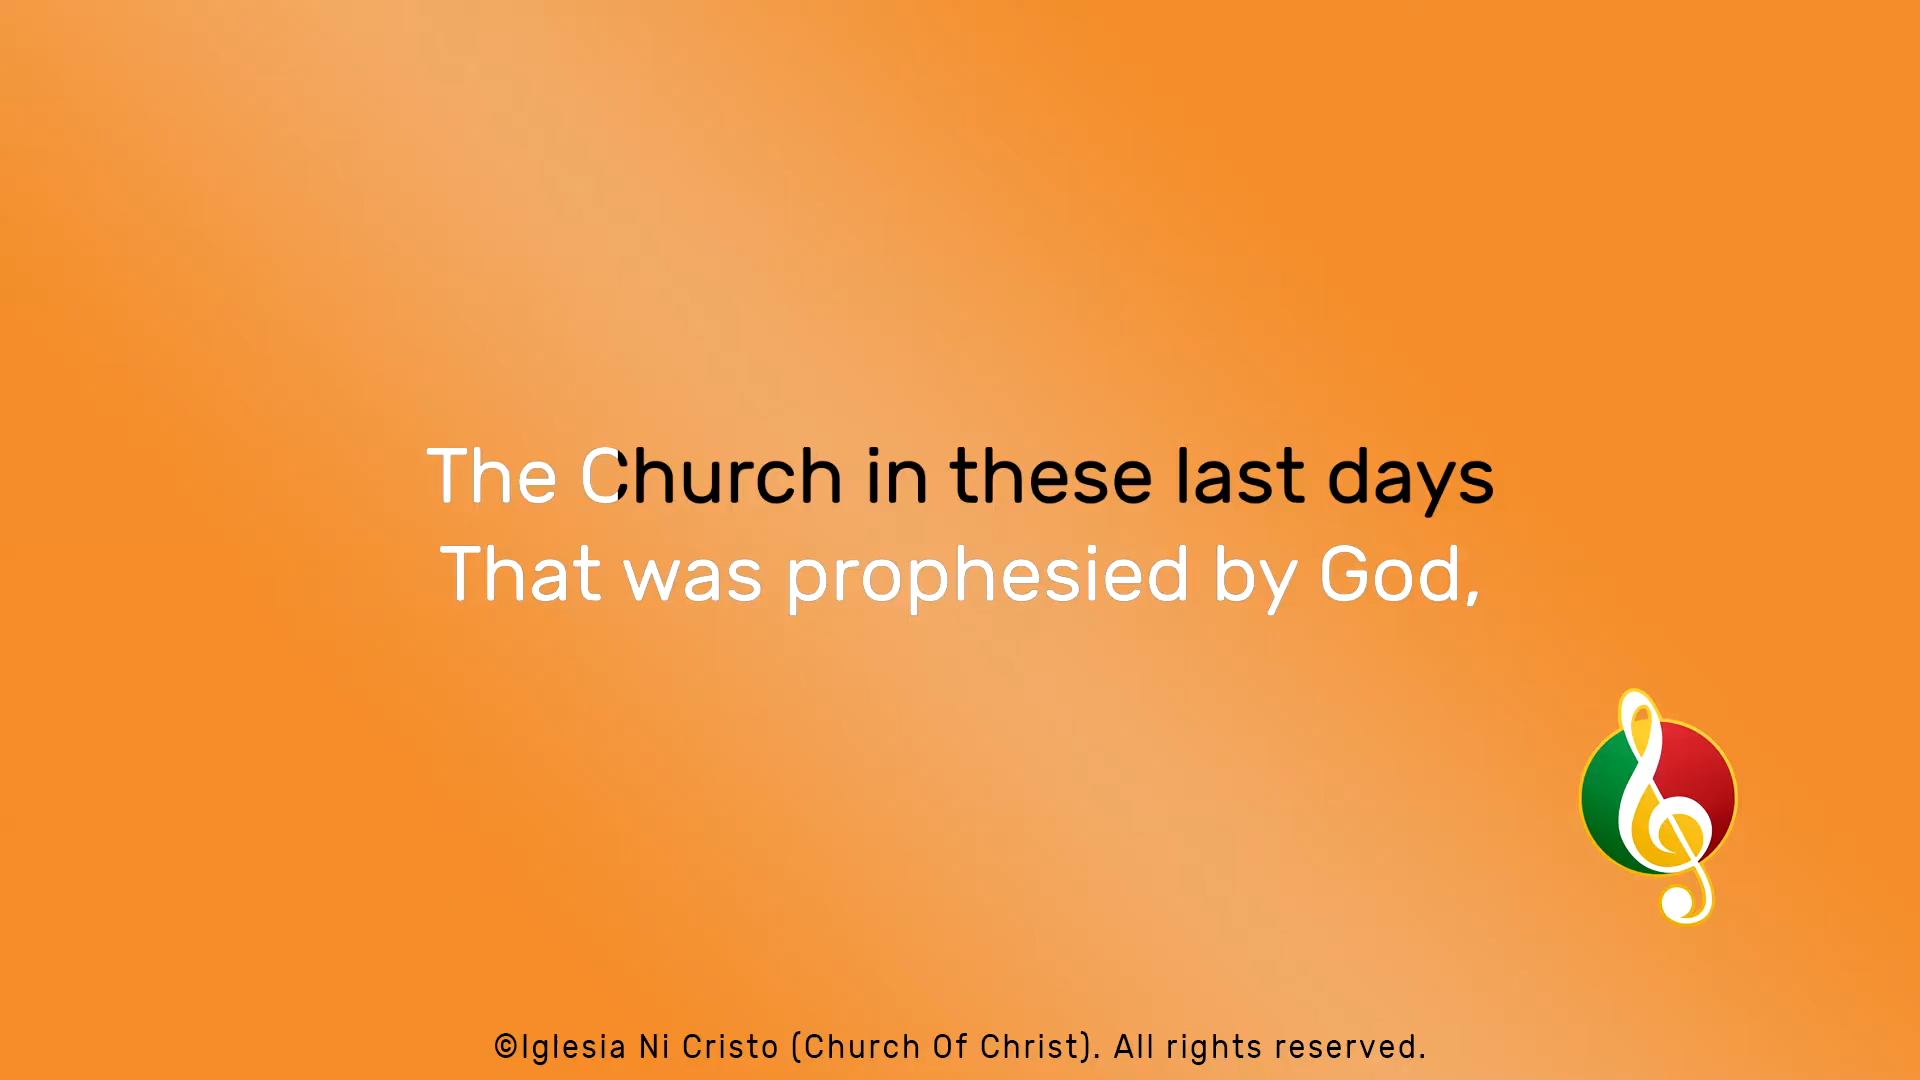 The Church in these last days
That was prophesied by God,
©Iglesia Ni Cristo (Church Of Christ). All rights reserved.